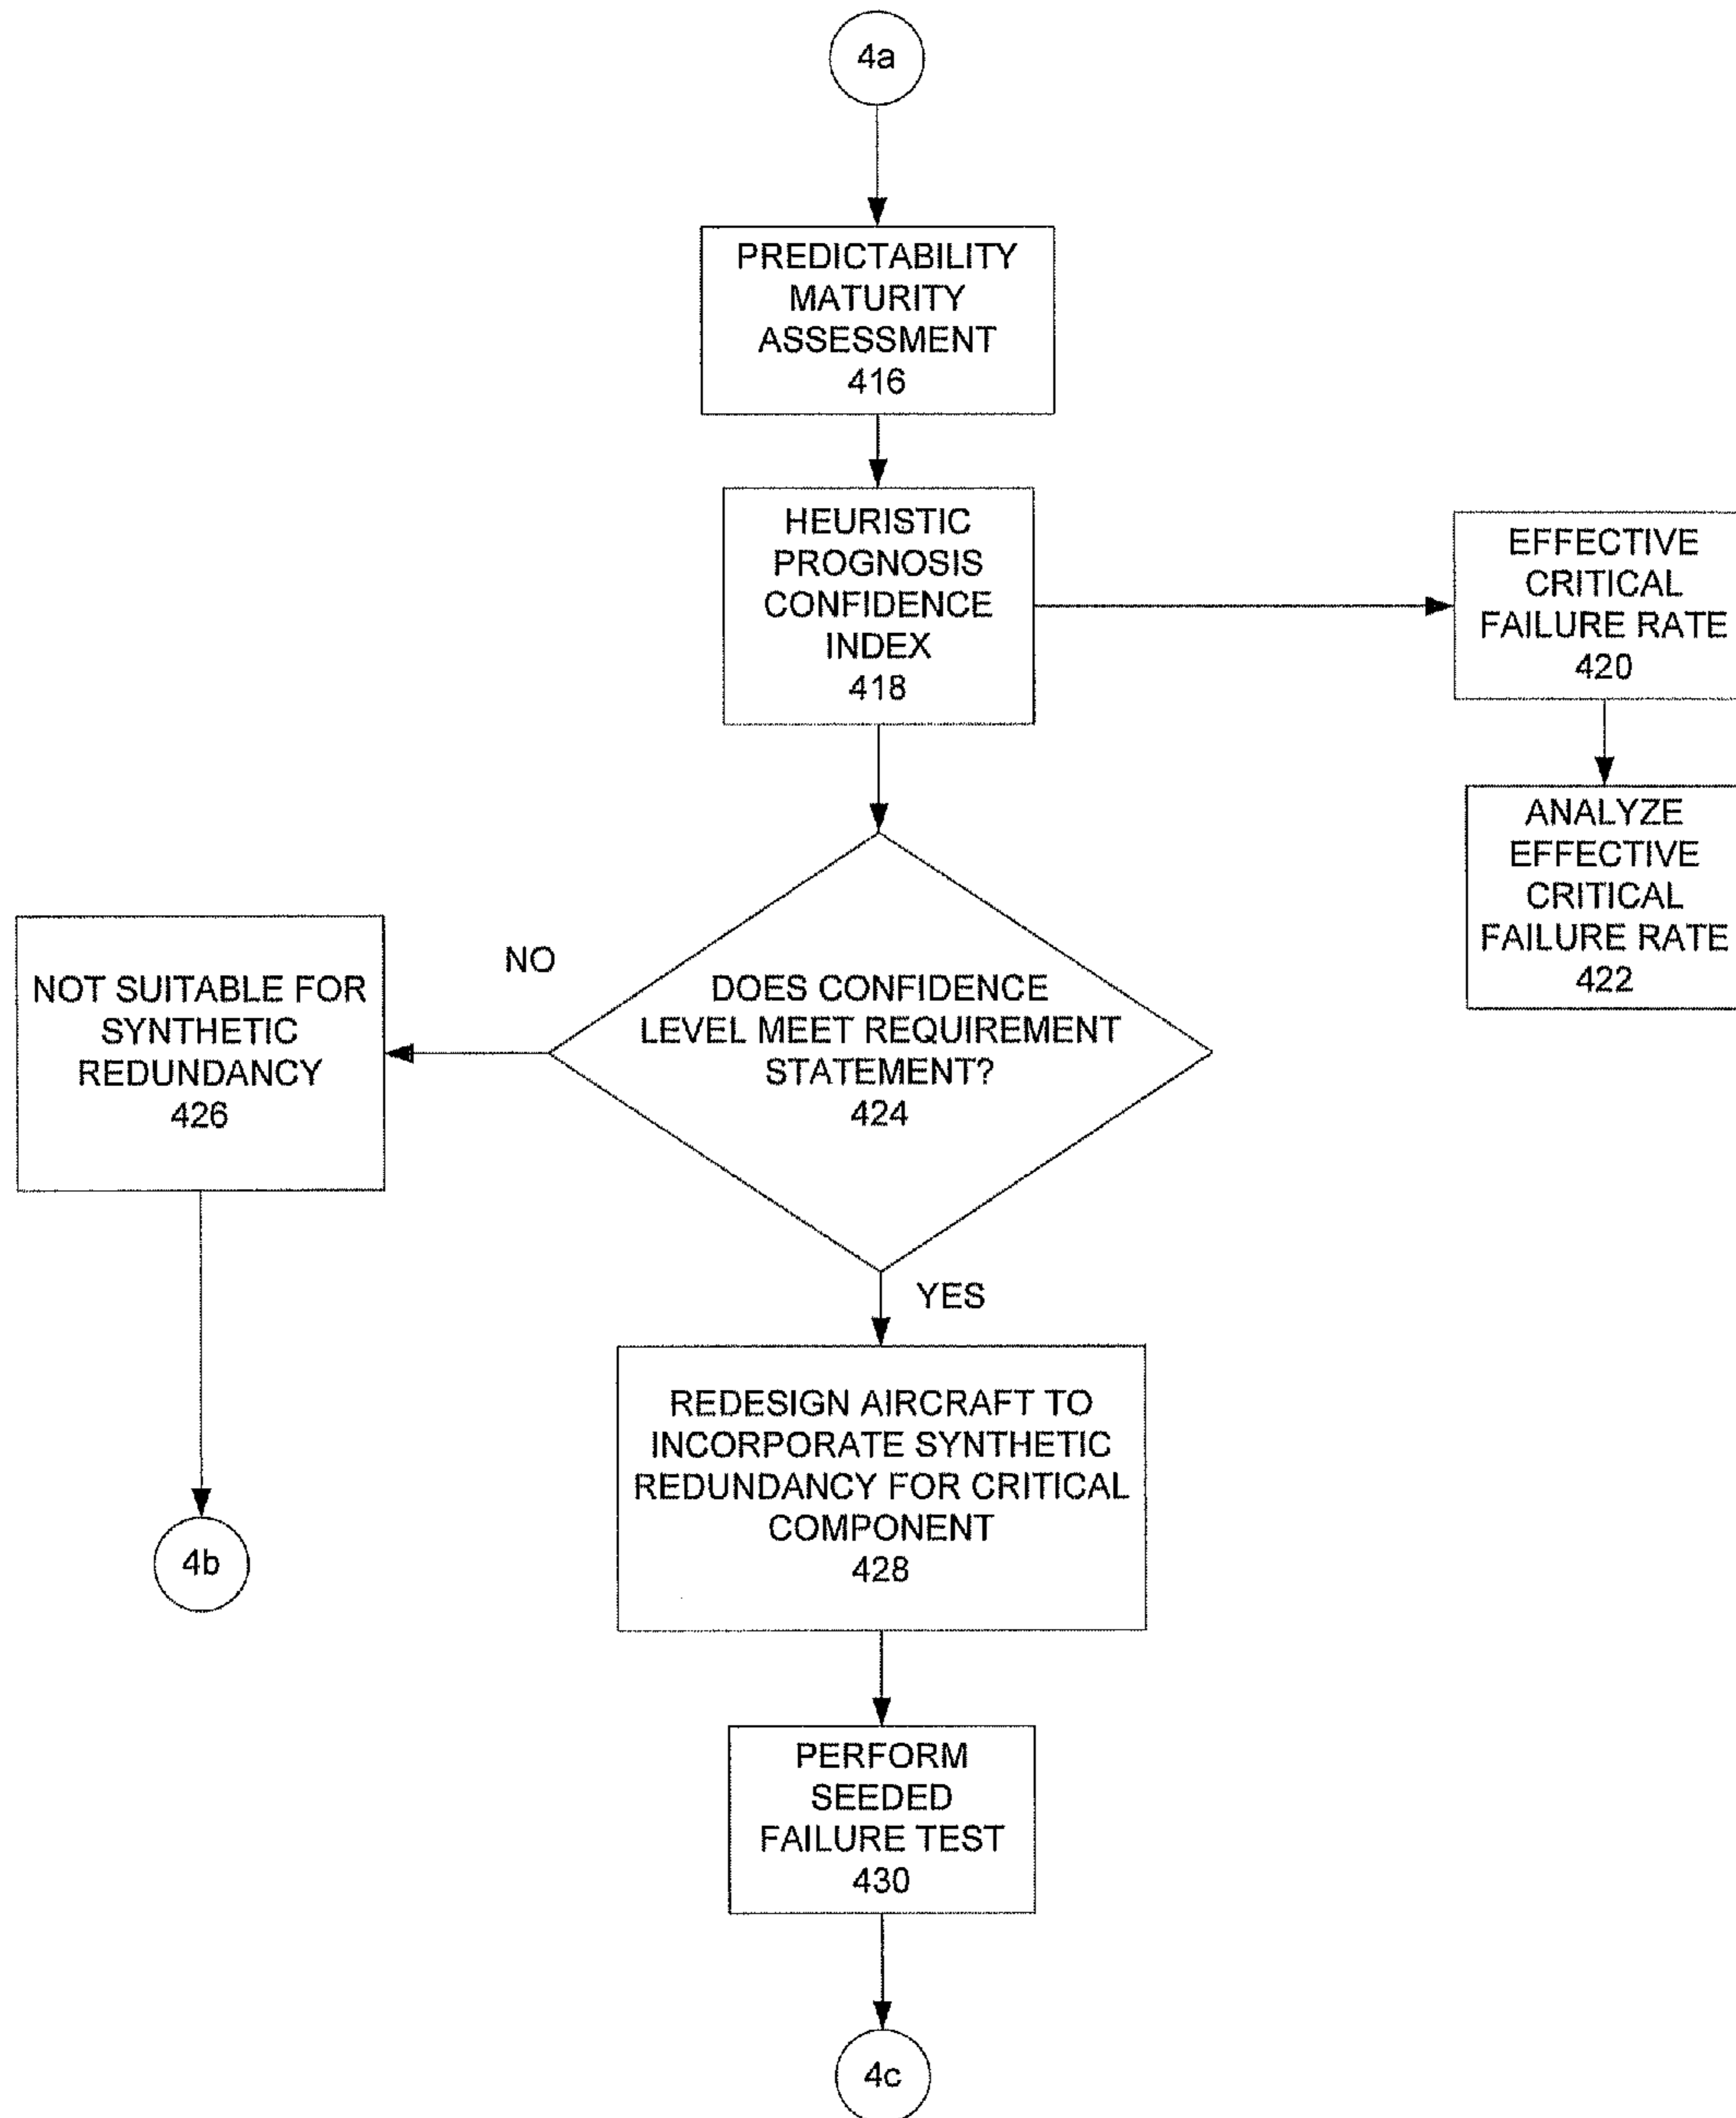 4a
PREDICTABILITY
MATURITY
ASSESSMENT
416
HEURISTIC
PROGNOSIS
CONFIDENCE
INDEX
418
EFFECTIVE
CRITICAL
FAILURE RATE
420
ANALYZE
EFFECTIVE
CRITICAL
FAILURE RATE
422
DOES CONFIDENCE
LEVEL MEET REQUIREMENT
STATEMENT?
424
NO
NOT SUITABLE FOR
SYNTHETIC
REDUNDANCY
426
4b
YES
REDESIGN AIRCRAFT TO
INCORPORATE SYNTHETIC
REDUNDANCY FOR CRITICAL
COMPONENT
428
PERFORM
SEEDED
FAILURE TEST
430
4c